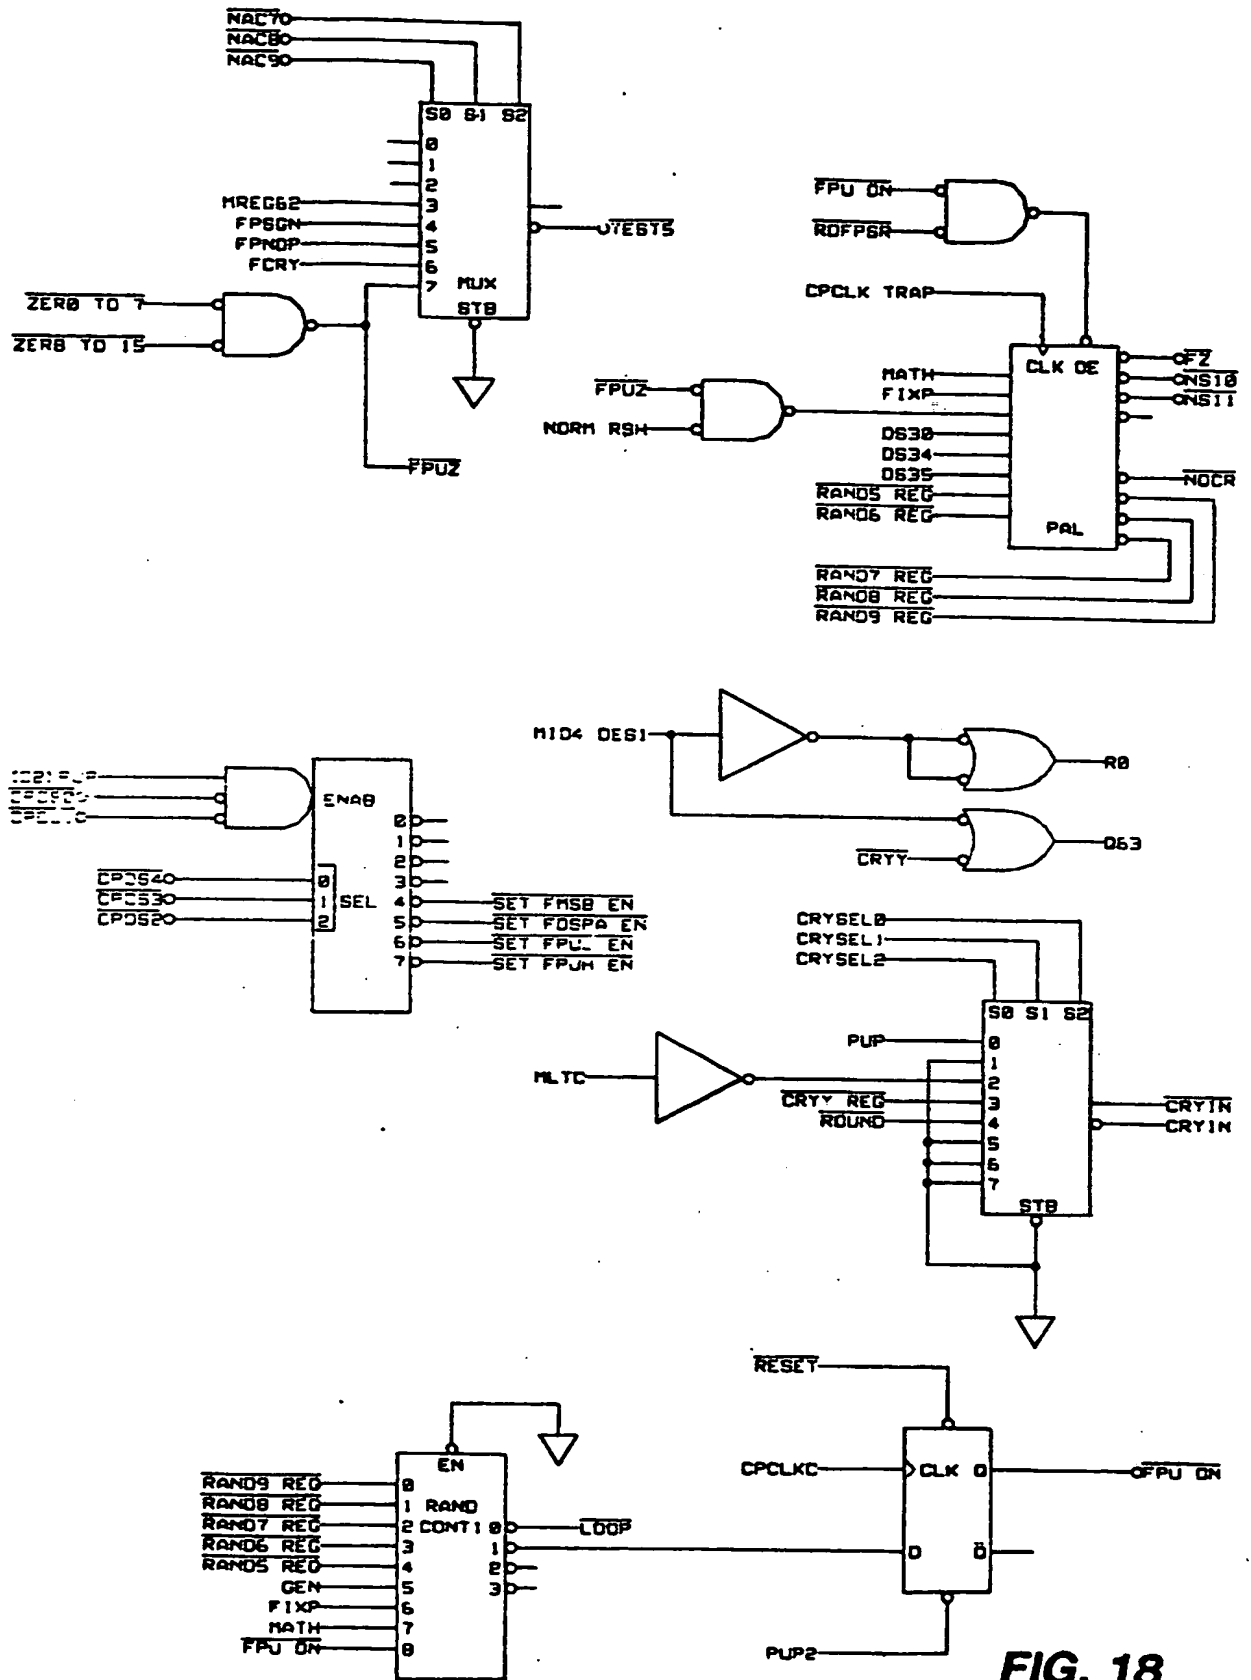 NAC7
NAC8
NAC9
S0 S1 S2
0
1
2
MREG62 3
FPSGN 4
FPNOP 5
FCRY 6
7 MUX
STB
TEST5
ZER0 TO 7
ZER8 TO 15
FPUZ
FPU ON
RDFPSR
CPCLK TRAP
CLK OE
MATH
FIXP
FPUZ
NORM RSH
DS30
DS34
DS35
RAND5 REG
RAND6 REG
PAL
FZ
NS10
NS11
NOCR
RAND7 REG
RAND8 REG
RAND9 REG
MID4 DES1
R0
CRYY
QG3
ENAB
0
1
2
3
CPDS4 0
CPDS3 1 SEL
CPDS2 2
4 SET FMSB EN
5 SET FDSPA EN
6 SET FPUL EN
7 SET FPUH EN
CRYSEL0
CRYSEL1
CRYSEL2
S0 S1 S2
PUP 0
1
MLTC 2
CRYY REG 3
ROUND 4
5
6
7
STB
CRYIN
CRYIN
RESET
EN
RAND9 REG 0
RAND8 REG 1 RAND
RAND7 REG 2 CONT1 0 LOOP
RAND6 REG 3 1
RAND5 REG 4 2
GEN 5 3
FIXP 6
MATH 7
FPU ON 8
CPCLKC CLK Q FPU ON
D Q
PUP2
FIG. 18